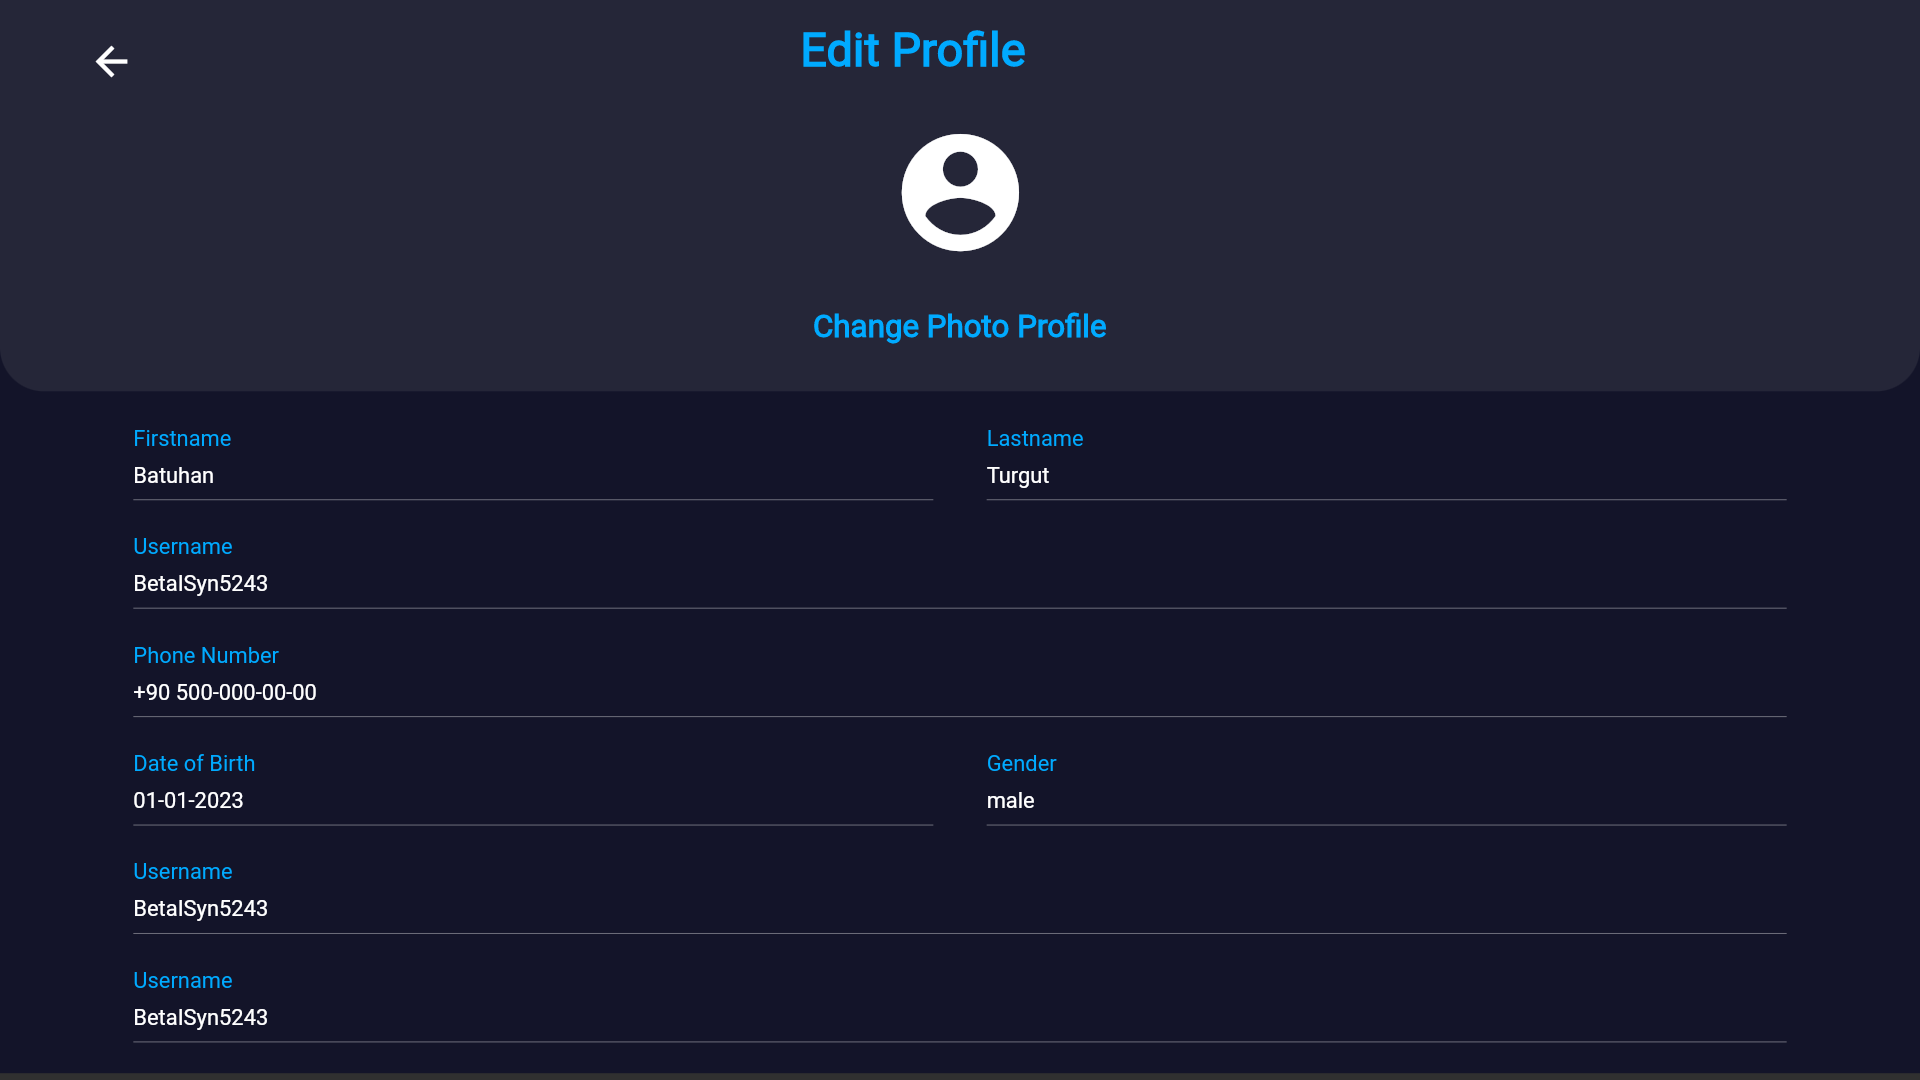 Edit Profile
Change Photo Profile
Firstname
Lastname
Batuhan
Turgut
Username
BetalSyn5243
Phone Number
+90 500-000-00-00
Date of Birth
Gender
01-01-2023
male
Username
BetalSyn5243
Username
BetalSyn5243